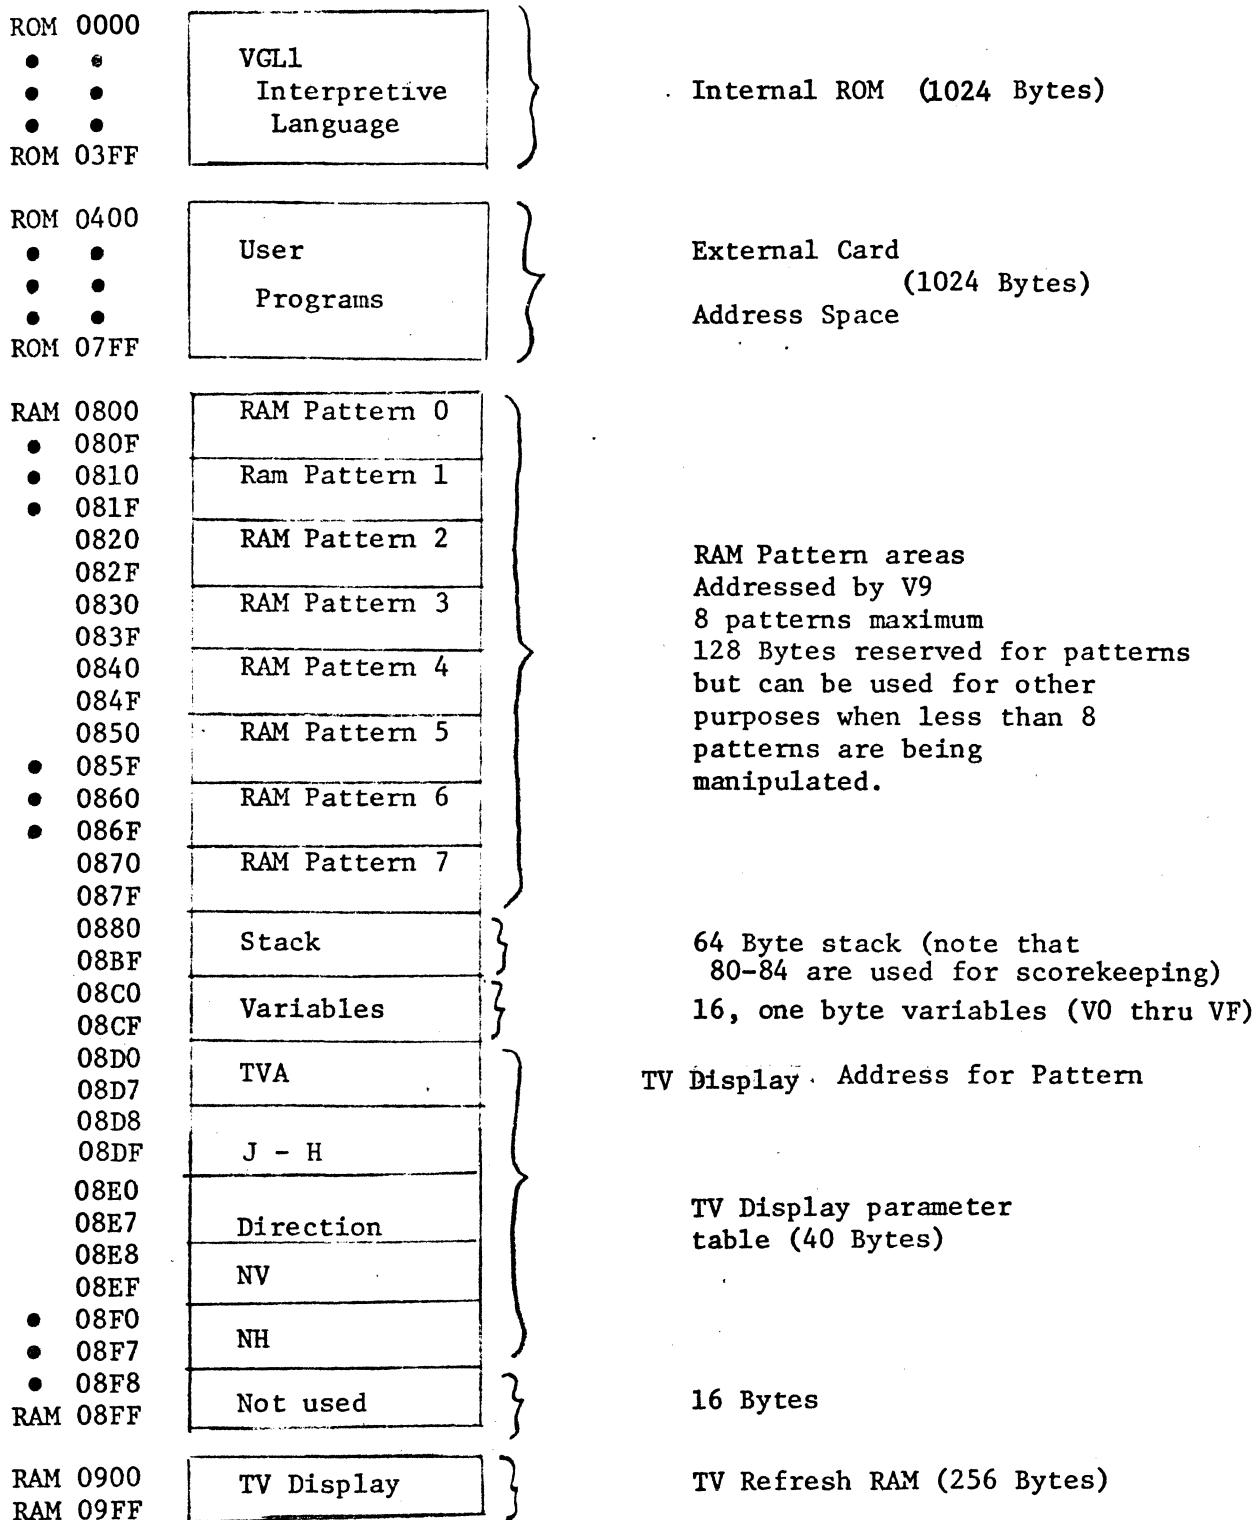 ROM 0000
VGL1
Interpretive
Language
Internal ROM (1024 Bytes)
ROM 03FF
ROM 0400
User
Programs
External Card
(1024 Bytes)
Address Space
ROM 07FF
RAM 0800 RAM Pattern 0
080F
0810 Ram Pattern 1
081F
0820 RAM Pattern 2
082F
0830 RAM Pattern 3
083F
0840 RAM Pattern 4
084F
0850 RAM Pattern 5
085F
0860 RAM Pattern 6
086F
0870 RAM Pattern 7
087F
RAM Pattern areas
Addressed by V9
8 patterns maximum
128 Bytes reserved for patterns
but can be used for other
purposes when less than 8
patterns are being
manipulated.
0880
08BF
Stack
64 Byte stack (note that
80-84 are used for scorekeeping)
08C0
08CF
Variables
16, one byte variables (V0 thru VF)
08D0
08D7
TVA
TV Display Address for Pattern
08D8
08DF J - H
08E0
08E7 Direction
TV Display parameter
table (40 Bytes)
08E8
08EF
NV
08F0
08F7
NH
08F8
RAM 08FF
Not used
16 Bytes
RAM 0900
RAM 09FF
TV Display
TV Refresh RAM (256 Bytes)